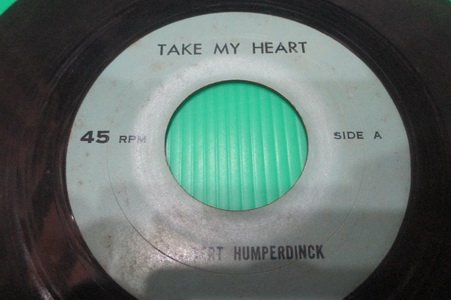 TAKE MY HEART
45 RPM
SIDE A
HUMPERDINCK